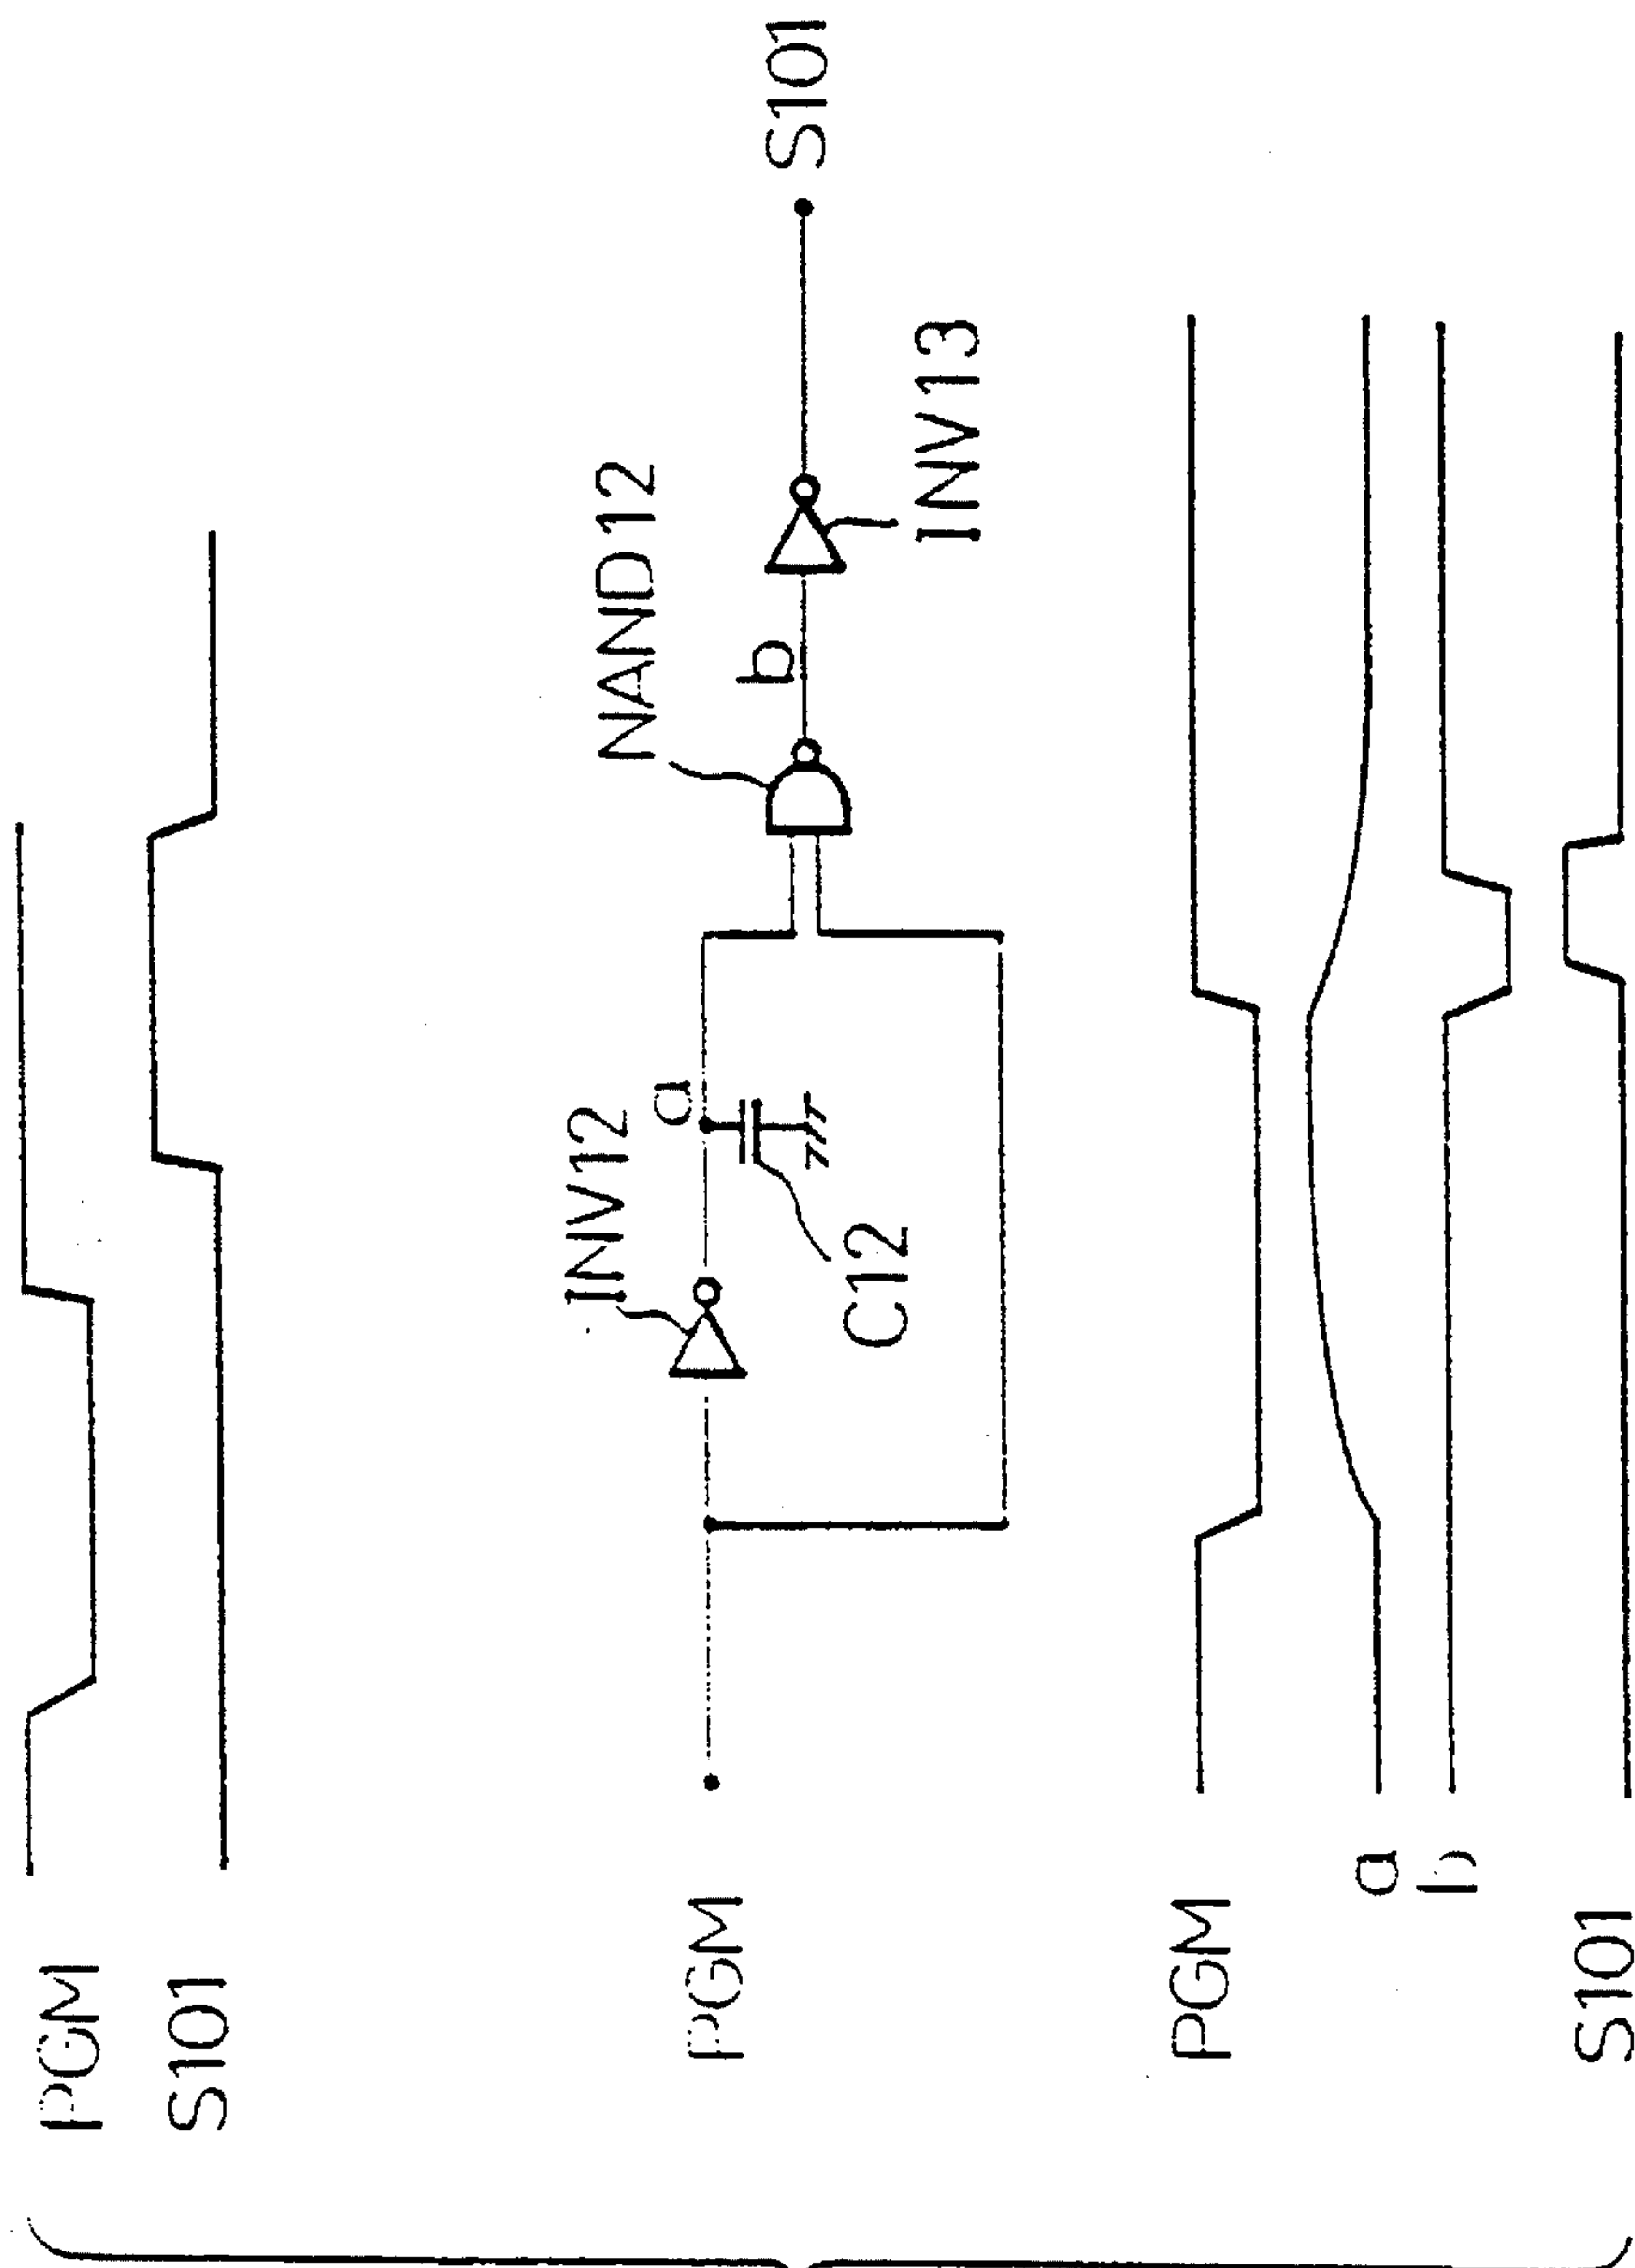 PGM
S101
INV12
a
NAND12
b
S101
PGM
C12
INV13
PGM
a
b
S101